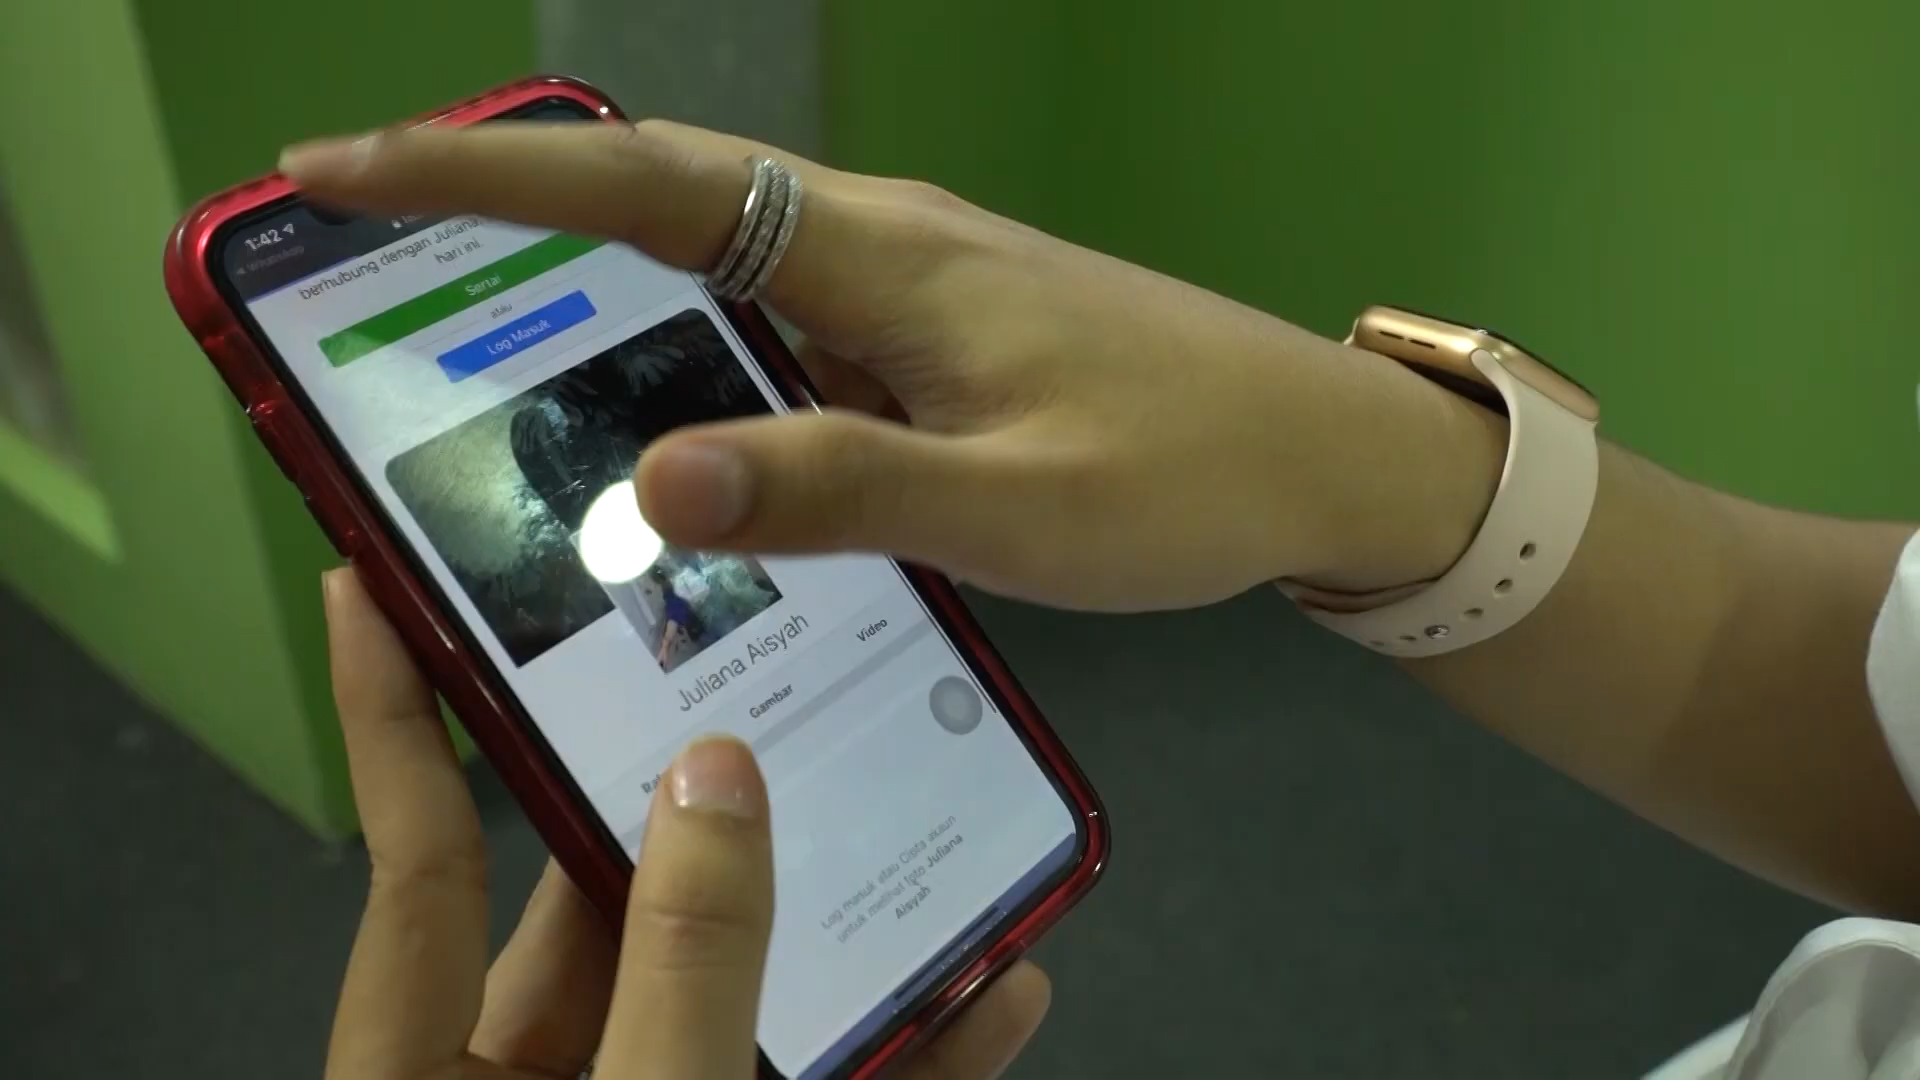 1:42
WhatsApp
berhubung dengan Juliana,
hari ini.
Sertai
atau
Log Masuk
Juliana Aisyah
Gambar
Video
Log masuk atau Cipta akaun
untuk melihat foto Juliana
Aisyah